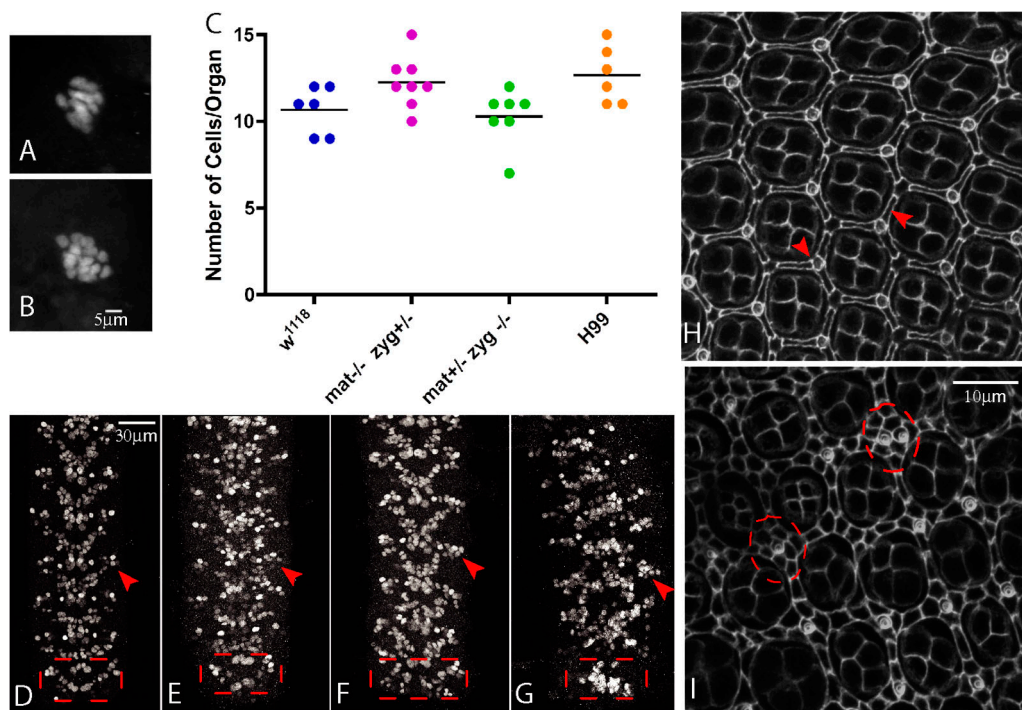 A
B
5µm
C
Number of Cells/Organ
15
10
5
0
w1118
mat-/- zyg+/-
mat+/- zyg -/-
H99
D
30µm
E
F
G
H
I
10µm